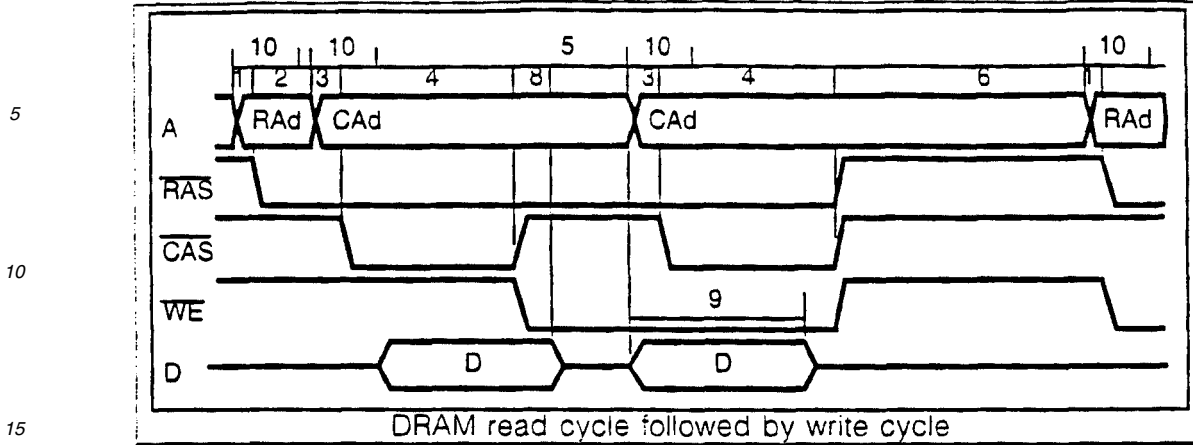 10 10 5 10 10
1 2 3 4 8 3 4 6 1
5
A RAd CAd CAd RAd
RAS
CAS
10
WE 9
D D D
15
DRAM read cycle followed by write cycle